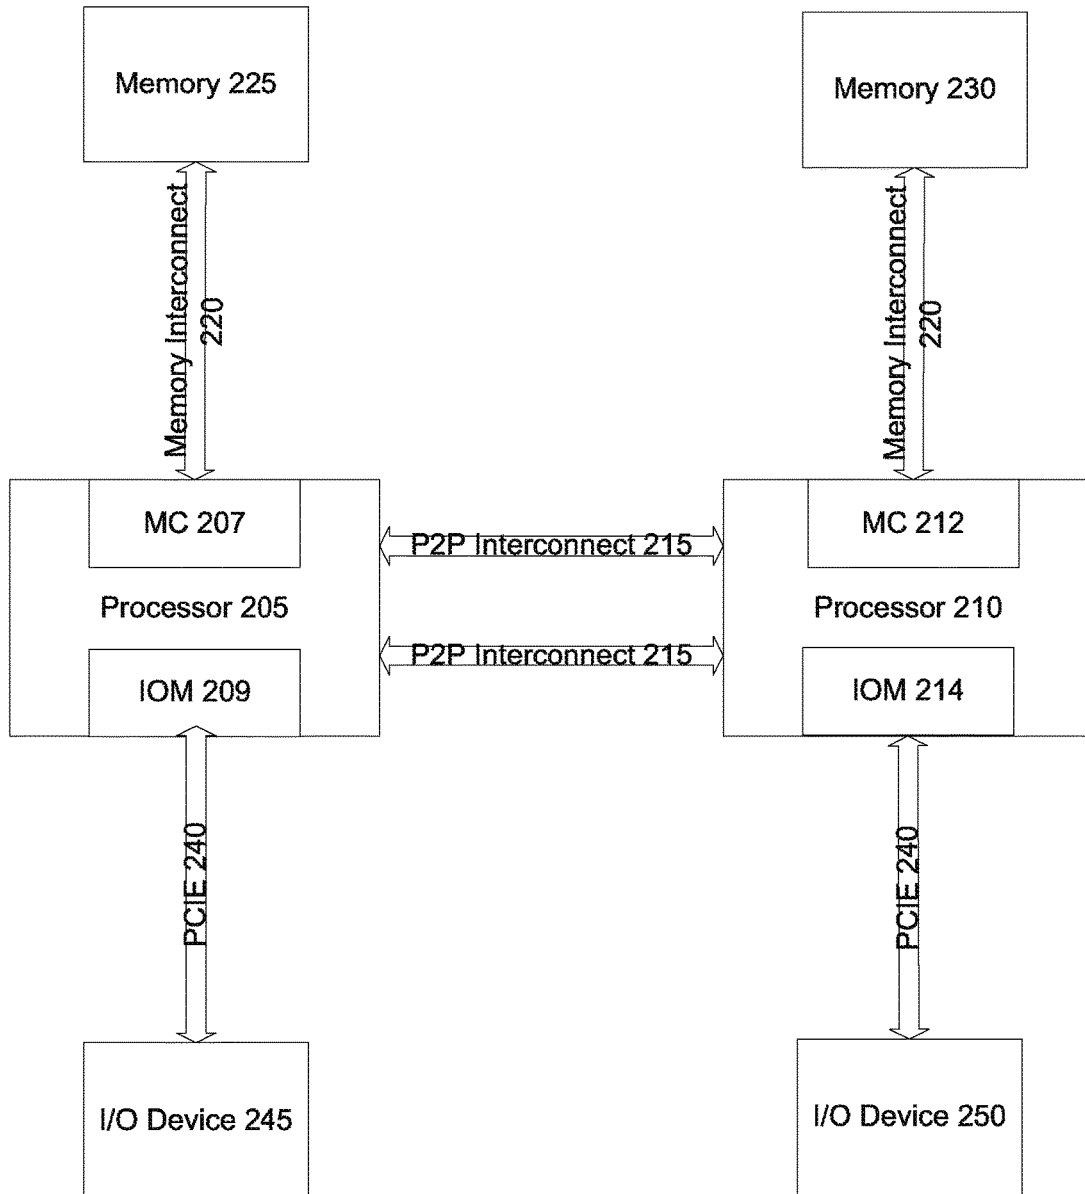 Memory 225
Memory 230
Memory Interconnect
220
Memory Interconnect
220
MC 207
MC 212
P2P Interconnect 215
Processor 205
Processor 210
P2P Interconnect 215
IOM 209
IOM 214
PCIE 240
PCIE 240
I/O Device 245
I/O Device 250